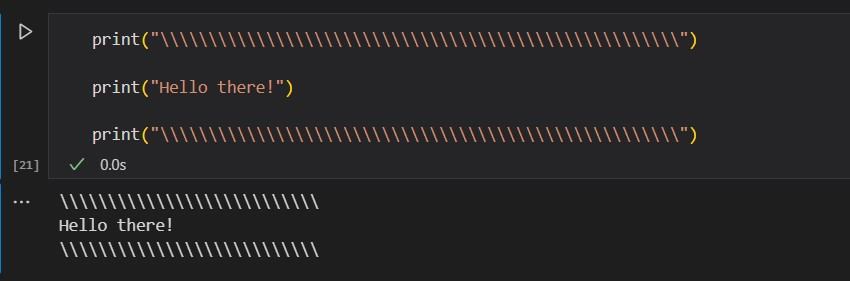 print("\\\\\\\\\\\\\\\\\\\\\\\\\\\\\\\\\\\\\\\\\\\\\\\\\\\\\\")
print("Hello there!")
print("\\\\\\\\\\\\\\\\\\\\\\\\\\\\\\\\\\\\\\\\\\\\\\\\\\\\\\")
[21] 0.0s
\\\\\\\\\\\\\\\\\\\\\\\\\\\
Hello there!
\\\\\\\\\\\\\\\\\\\\\\\\\\\